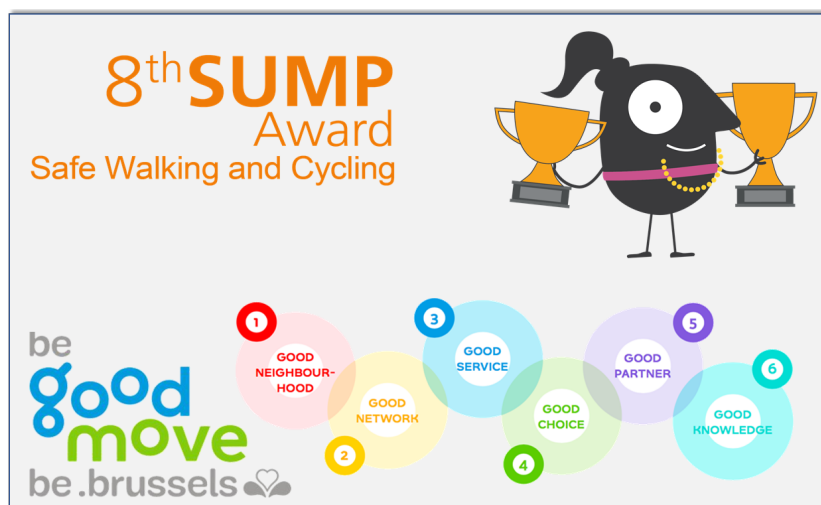 8th SUMP
Award
Safe Walking and Cycling
be
good
move
be.brussels
1
GOOD
NEIGHBOUR-
HOOD
2
GOOD
NETWORK
3
GOOD
SERVICE
4
GOOD
CHOICE
5
GOOD
PARTNER
6
GOOD
KNOWLEDGE